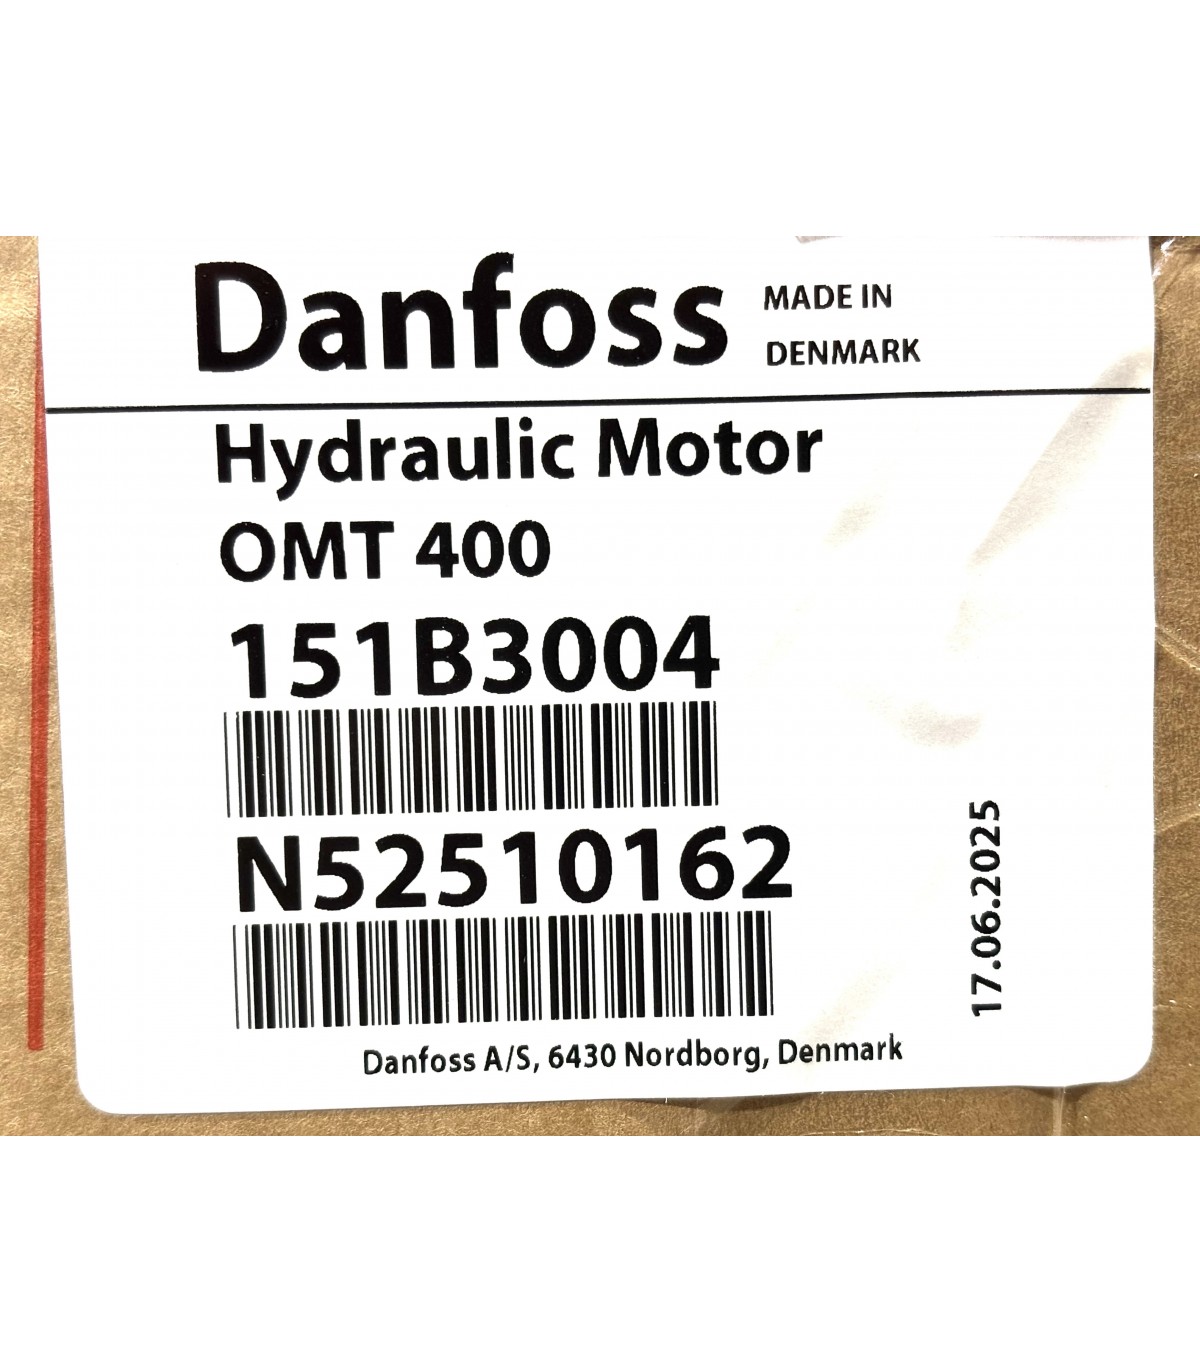 Danfoss
MADE IN
DENMARK
Hydraulic Motor
OMT 400
151B3004
N52510162
17.06.2025
Danfoss A/S, 6430 Nordborg, Denmark